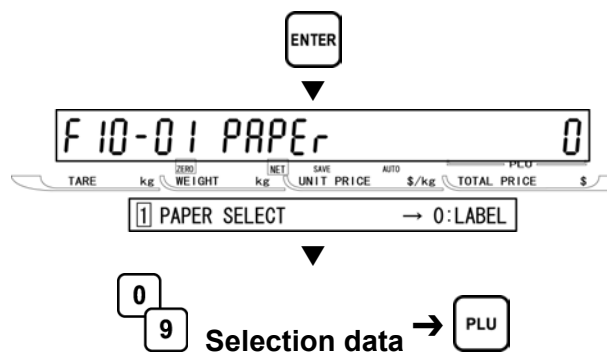 ENTER
▼
F10-01 PAPEr 0
ZERO NET SAVE AUTO PLU
TARE kg WEIGHT kg UNIT PRICE $/kg TOTAL PRICE $
1 PAPER SELECT → 0:LABEL
▼
0
9 Selection data → PLU